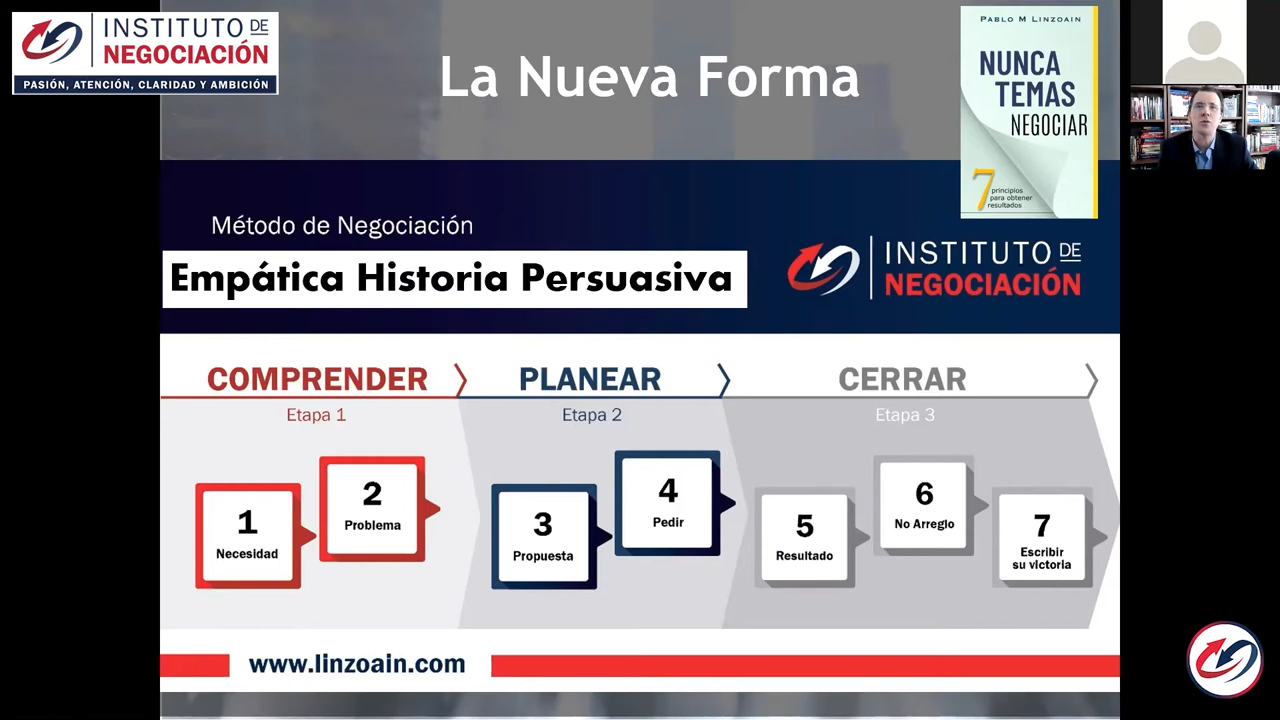 INSTITUTO DE
NEGOCIACIÓN
PASIÓN, ATENCIÓN, CLARIDAD Y AMBICIÓN
La Nueva Forma
PABLO M LINZOAIN
NUNCA
TEMAS
NEGOCIAR
7 principios
para obtener
resultados
Método de Negociación
Empática Historia Persuasiva
INSTITUTO DE
NEGOCIACIÓN
COMPRENDER
Etapa 1
PLANEAR
Etapa 2
CERRAR
Etapa 3
1
Necesidad
2
Problema
3
Propuesta
4
Pedir
5
Resultado
6
No Arreglo
7
Escribir
su victoria
www.linzoain.com